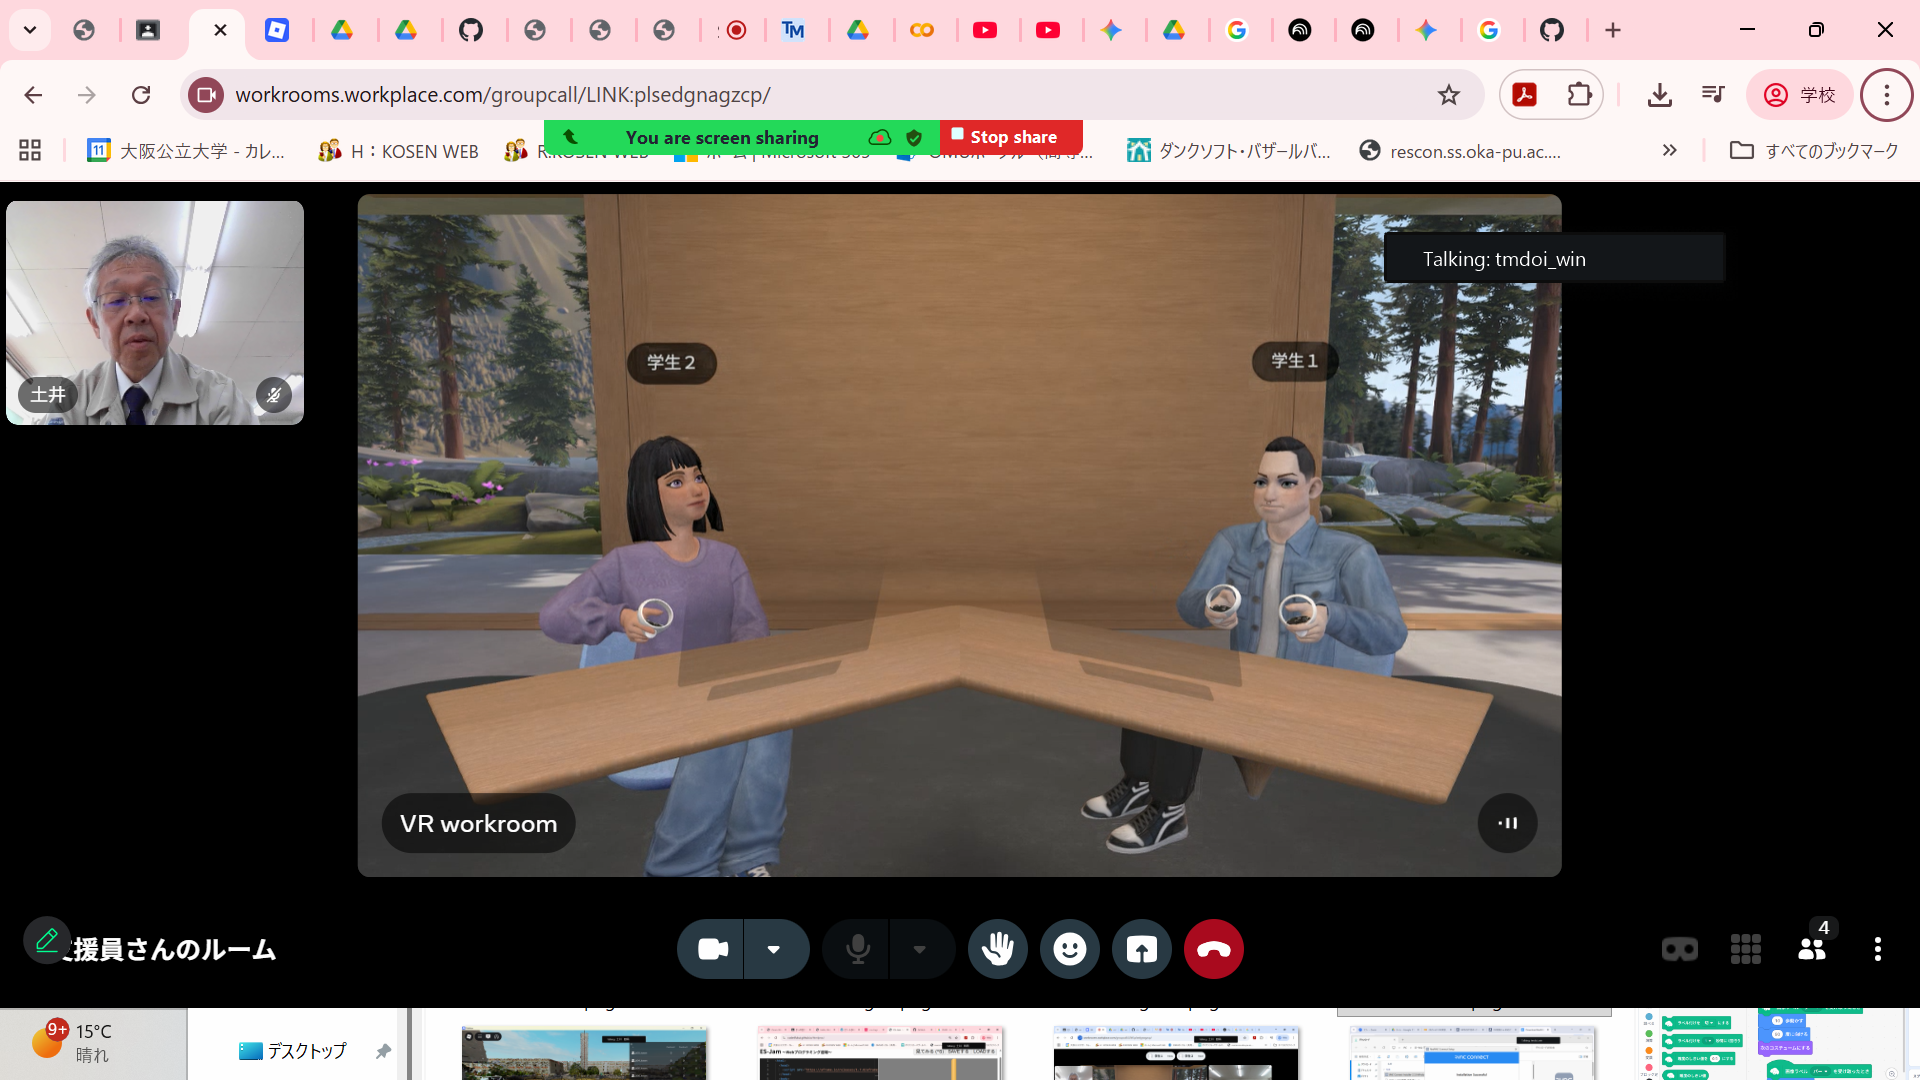 workrooms.workplace.com/groupcall/LINK:plsedgnagzcp/
学校
You are screen sharing
Stop share
大阪公立大学 - カレ...
H：KOSEN WEB
ダンクソフト・バザールバ...
rescon.ss.oka-pu.ac....
すべてのブックマーク
Talking: tmdoi_win
学生２
学生１
土井
VR workroom
援員さんのルーム
4
9+
15°C
晴れ
デスクトップ